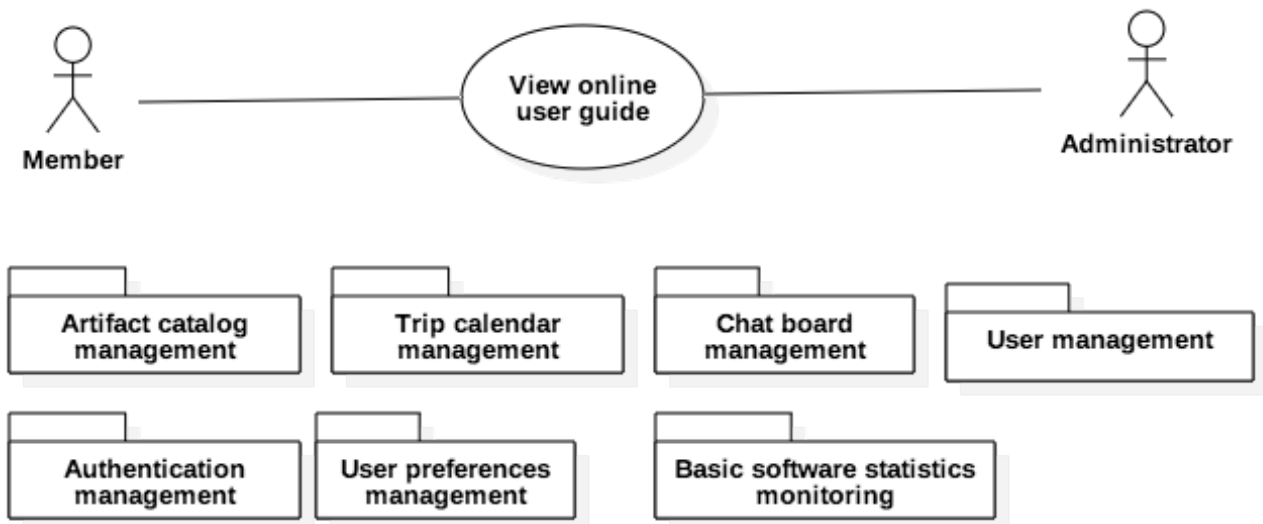 View online
user guide
Member
Administrator
Artifact catalog
management
Trip calendar
management
Chat board
management
User management
Authentication
management
User preferences
management
Basic software statistics
monitoring